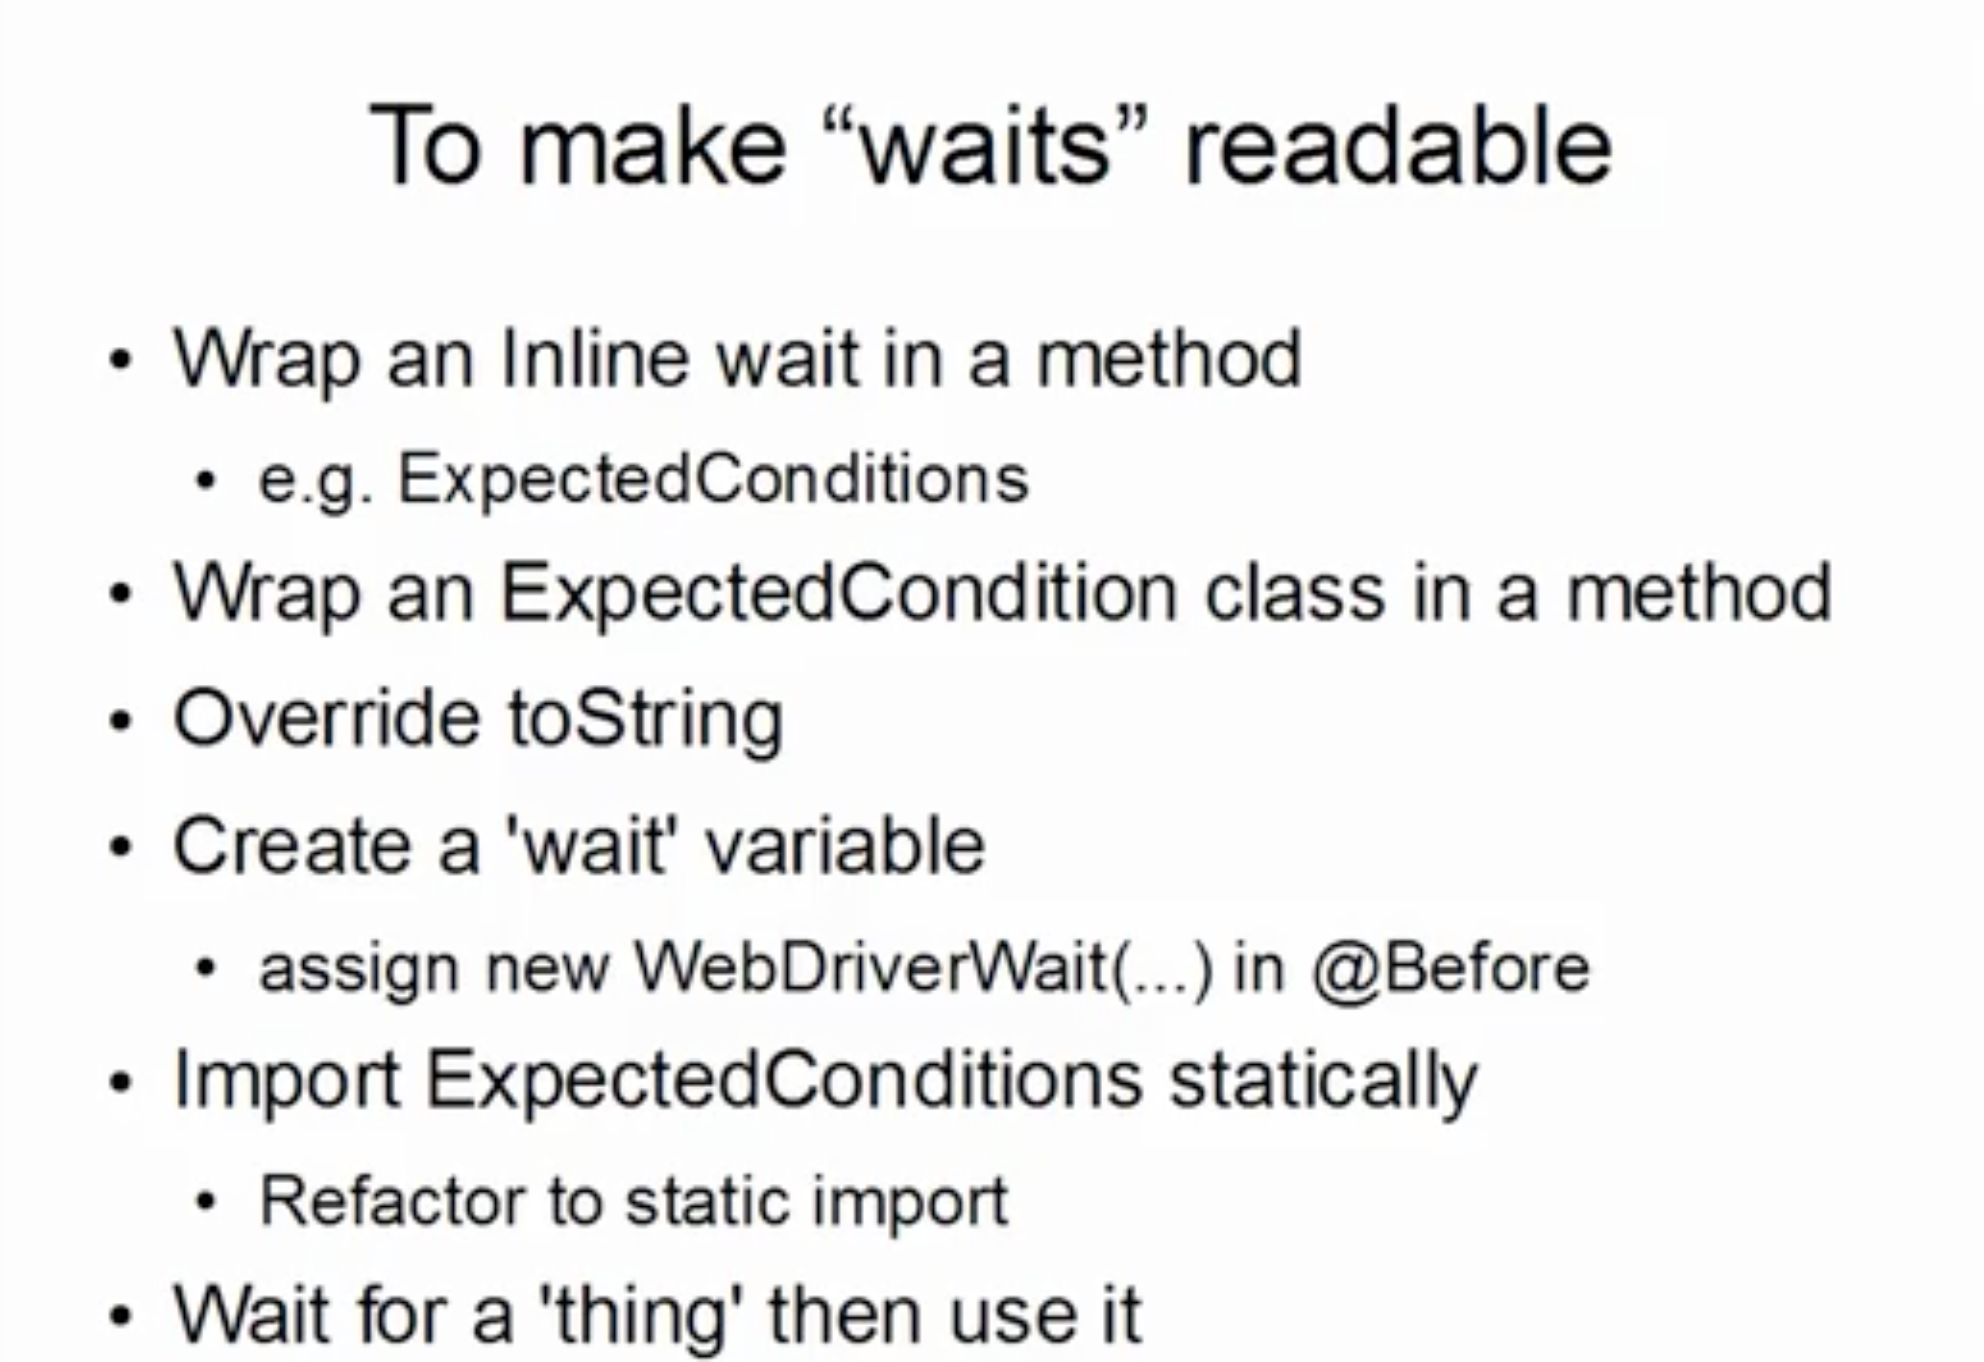 To make “waits” readable
• Wrap an Inline wait in a method
• e.g. ExpectedConditions
• Wrap an ExpectedCondition class in a method
• Override toString
• Create a 'wait' variable
• assign new WebDriverWait(...) in @Before
• Import ExpectedConditions statically
• Refactor to static import
• Wait for a 'thing' then use it